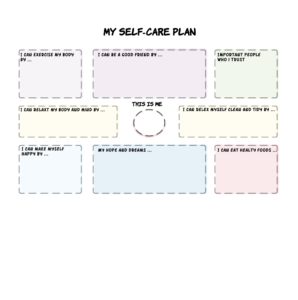 MY SELF-CARE PLAN
I CAN EXERCISE MY BODY
BY ...
I CAN BE A GOOD FRIEND BY ...
IMPORTANT PEOPLE
WHO I TRUST
THIS IS ME
I CAN RELAX MY BODY AND MIND BY ...
I CAN KEEP MYSELF CLEAN AND TIDY BY ...
I CAN MAKE MYSELF
HAPPY BY ...
MY HOPE AND DREAMS ...
I CAN EAT HEALTY FOODS ...